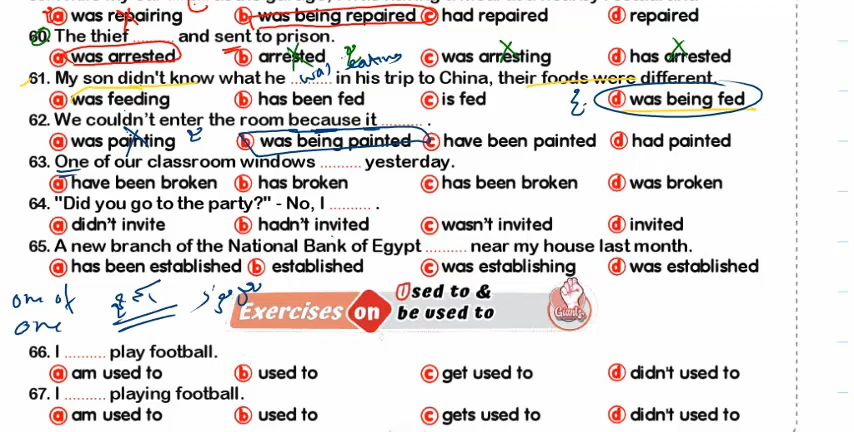 ⓐ was repairing ⓑ was being repaired ⓒ had repaired ⓓ repaired
60. The thief .......... and sent to prison.
ⓐ was arrested ⓑ arrested ⓒ was arresting ⓓ has arrested
was eating
61. My son didn't know what he .......... in his trip to China, their foods were different.
ⓐ was feeding ⓑ has been fed ⓒ is fed ⓓ was being fed
62. We couldn't enter the room because it .......... .
ⓐ was painting ⓑ was being painted ⓒ have been painted ⓓ had painted
63. One of our classroom windows .......... yesterday.
ⓐ have been broken ⓑ has broken ⓒ has been broken ⓓ was broken
64. "Did you go to the party?" - No, I .......... .
ⓐ didn't invite ⓑ hadn't invited ⓒ wasn't invited ⓓ invited
65. A new branch of the National Bank of Egypt .......... near my house last month.
ⓐ has been established ⓑ established ⓒ was establishing ⓓ was established
one of
one
Exercises on
Used to &
be used to
Giants
66. I .......... play football.
ⓐ am used to ⓑ used to ⓒ get used to ⓓ didn't used to
67. I .......... playing football.
ⓐ am used to ⓑ used to ⓒ gets used to ⓓ didn't used to